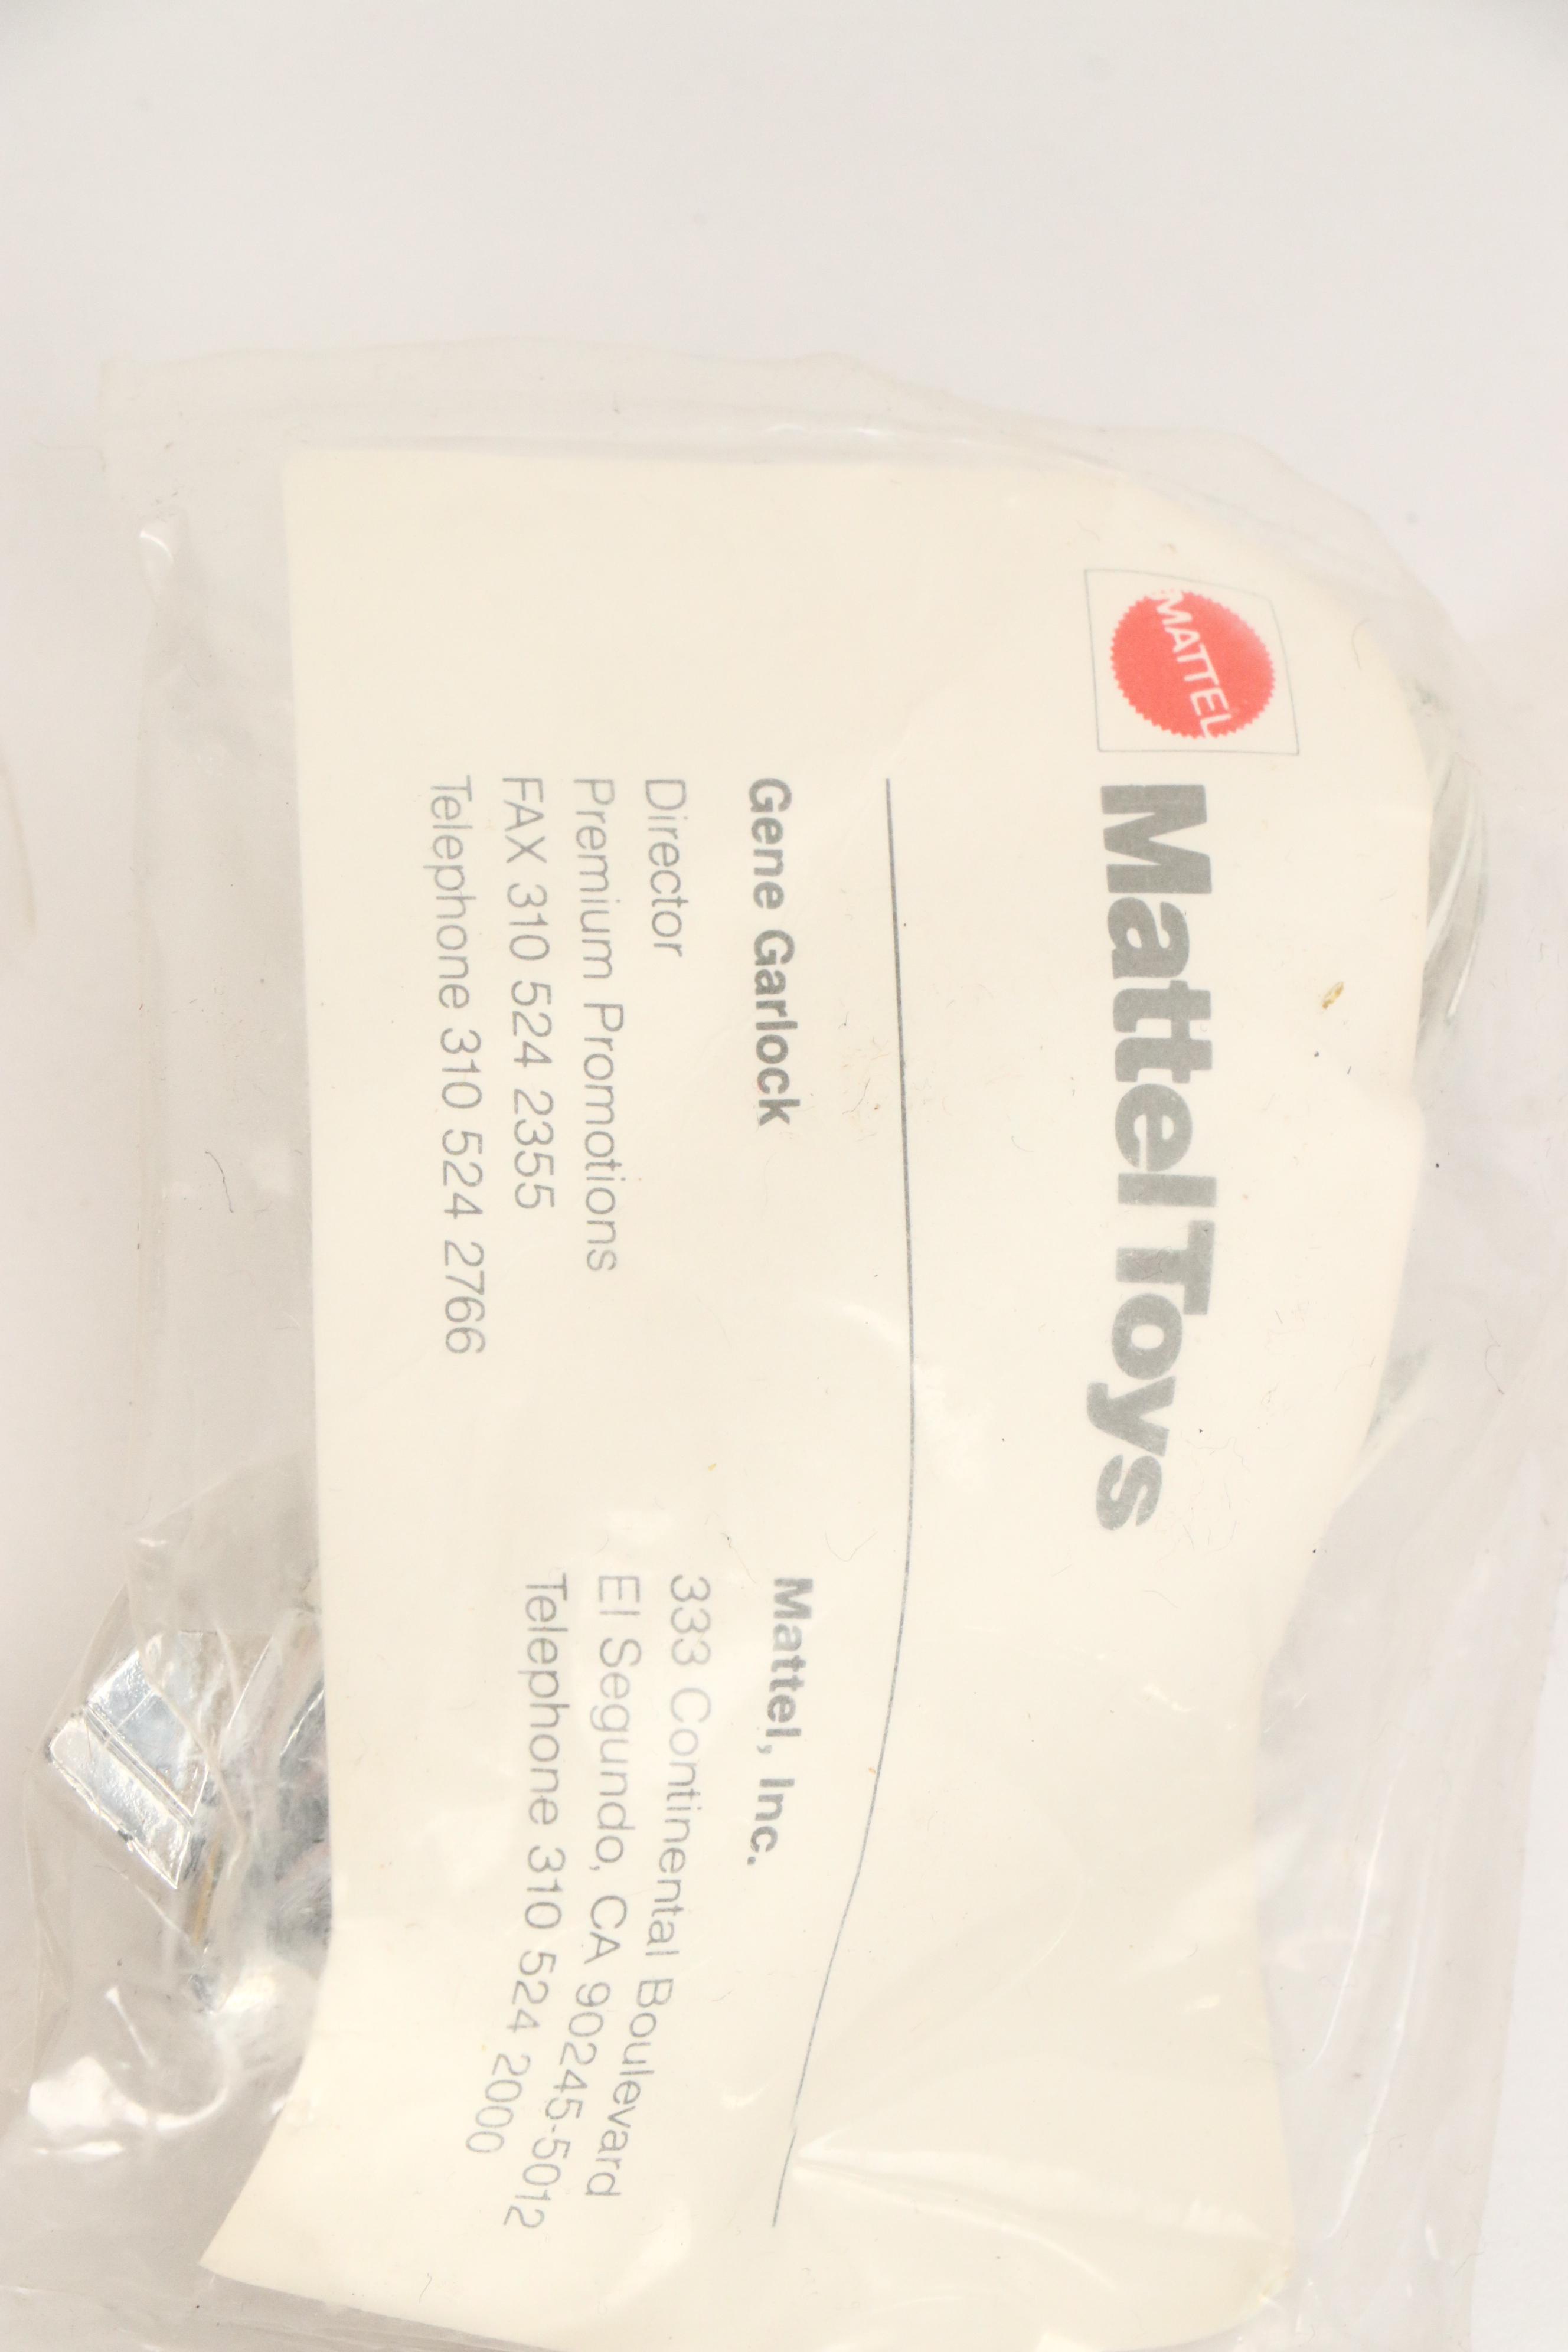 MATTEL
Mattel Toys
Gene Garlock
Director
Premium Promotions
FAX 310 524 2355
Telephone 310 524 2766
Mattel, Inc.
333 Continental Boulevard
El Segundo, CA 90245-5012
Telephone 310 524 2000